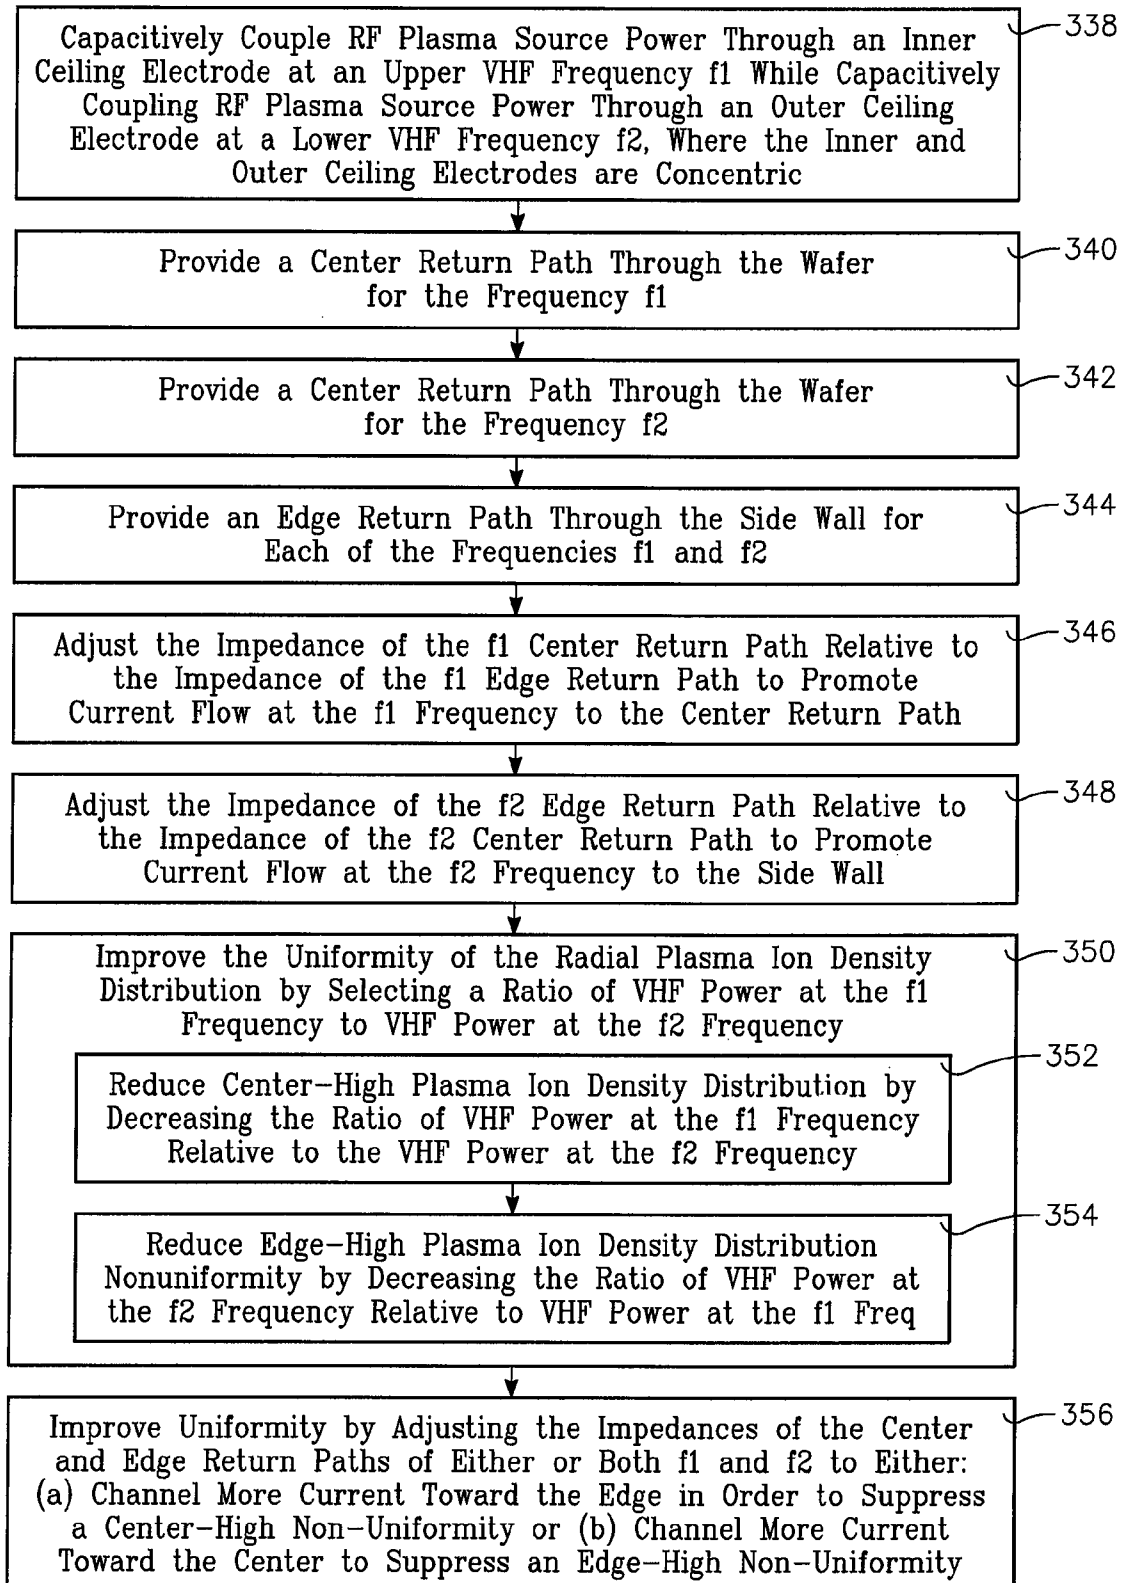 Capacitively Couple RF Plasma Source Power Through an Inner
Ceiling Electrode at an Upper VHF Frequency f1 While Capacitively
Coupling RF Plasma Source Power Through an Outer Ceiling
Electrode at a Lower VHF Frequency f2, Where the Inner and
Outer Ceiling Electrodes are Concentric
338
Provide a Center Return Path Through the Wafer
for the Frequency f1
340
Provide a Center Return Path Through the Wafer
for the Frequency f2
342
Provide an Edge Return Path Through the Side Wall for
Each of the Frequencies f1 and f2
344
Adjust the Impedance of the f1 Center Return Path Relative to
the Impedance of the f1 Edge Return Path to Promote
Current Flow at the f1 Frequency to the Center Return Path
346
Adjust the Impedance of the f2 Edge Return Path Relative to
the Impedance of the f2 Center Return Path to Promote
Current Flow at the f2 Frequency to the Side Wall
348
Improve the Uniformity of the Radial Plasma Ion Density
Distribution by Selecting a Ratio of VHF Power at the f1
Frequency to VHF Power at the f2 Frequency
350
Reduce Center-High Plasma Ion Density Distribution by
Decreasing the Ratio of VHF Power at the f1 Frequency
Relative to the VHF Power at the f2 Frequency
352
Reduce Edge-High Plasma Ion Density Distribution
Nonuniformity by Decreasing the Ratio of VHF Power at
the f2 Frequency Relative to VHF Power at the f1 Freq
354
Improve Uniformity by Adjusting the Impedances of the Center
and Edge Return Paths of Either or Both f1 and f2 to Either:
(a) Channel More Current Toward the Edge in Order to Suppress
a Center-High Non-Uniformity or (b) Channel More Current
Toward the Center to Suppress an Edge-High Non-Uniformity
356